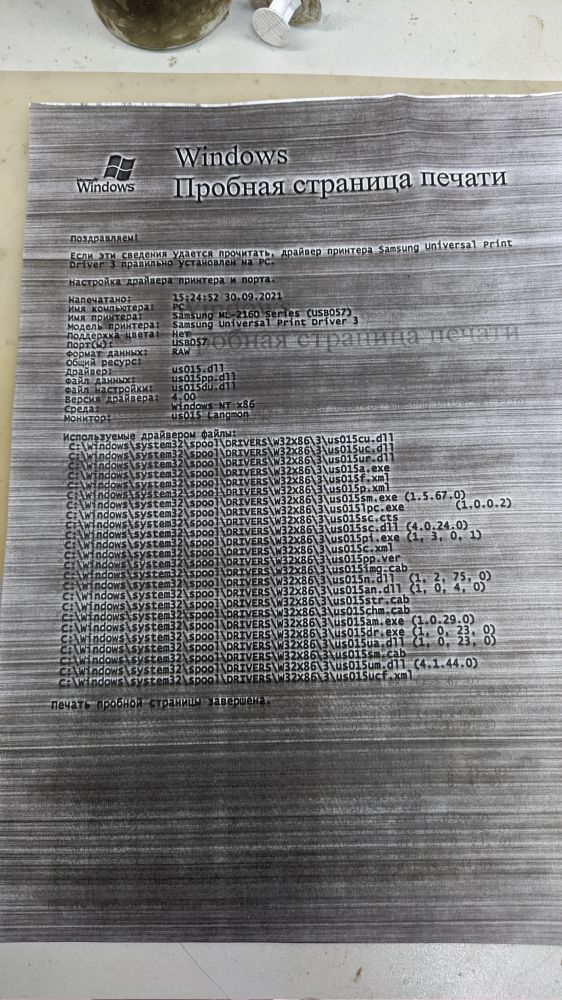 Windows
Пробная страница печати
Microsoft
Windows
Поздравляем!
Если эти сведения удается прочитать, драйвер принтера Samsung Universal Print
Driver 3 правильно установлен на PC.
Настройка драйвера принтера и порта.
Напечатано: 15:24:52 30.09.2021
Имя компьютера: PC
Имя принтера: Samsung ML-2160 Series (USB057)
Модель принтера: Samsung Universal Print Driver 3
Поддержка цвета: Нет
Порт(ы): USB057
Формат данных: RAW
Общий ресурс:
Драйвер: us015.dll
Файл данных: us015pp.dll
Файл настройки: us015du.dll
Версия драйвера: 4.00
Среда: Windows NT x86
Монитор: us015 Langmon
пробная страница печати
Используемые драйвером файлы:
C:\Windows\system32\spool\DRIVERS\W32X86\3\us015cu.dll
C:\Windows\system32\spool\DRIVERS\W32X86\3\us015uc.dll
C:\Windows\system32\spool\DRIVERS\W32X86\3\us015ur.dll
C:\Windows\system32\spool\DRIVERS\W32X86\3\us015a.exe
C:\Windows\system32\spool\DRIVERS\W32X86\3\us015f.xml
C:\Windows\system32\spool\DRIVERS\W32X86\3\us015p.xml
C:\Windows\system32\spool\DRIVERS\W32X86\3\us015sm.exe (1.5.67.0)
C:\Windows\system32\spool\DRIVERS\W32X86\3\us015lpc.exe (1.0.0.2)
C:\Windows\system32\spool\DRIVERS\W32X86\3\us015sc.cts
C:\Windows\system32\spool\DRIVERS\W32X86\3\us015sc.dll (4.0.24.0)
C:\Windows\system32\spool\DRIVERS\W32X86\3\us015pi.exe (1, 3, 0, 1)
C:\Windows\system32\spool\DRIVERS\W32X86\3\us015c.xml
C:\Windows\system32\spool\DRIVERS\W32X86\3\us015pp.ver
C:\Windows\system32\spool\DRIVERS\W32X86\3\us015img.cab
C:\Windows\system32\spool\DRIVERS\W32X86\3\us015n.dll (1, 2, 75, 0)
C:\Windows\system32\spool\DRIVERS\W32X86\3\us015an.dll (1, 0, 4, 0)
C:\Windows\system32\spool\DRIVERS\W32X86\3\us015str.cab
C:\Windows\system32\spool\DRIVERS\W32X86\3\us015chm.cab
C:\Windows\system32\spool\DRIVERS\W32X86\3\us015am.exe (1.0.29.0)
C:\Windows\system32\spool\DRIVERS\W32X86\3\us015dr.exe (1, 0, 23, 0)
C:\Windows\system32\spool\DRIVERS\W32X86\3\us015ua.dll (1, 0, 23, 0)
C:\Windows\system32\spool\DRIVERS\W32X86\3\us015sm.cab
C:\Windows\system32\spool\DRIVERS\W32X86\3\us015um.dll (4.1.44.0)
C:\Windows\system32\spool\DRIVERS\W32X86\3\us015ucf.xml
Печать пробной страницы завершена.